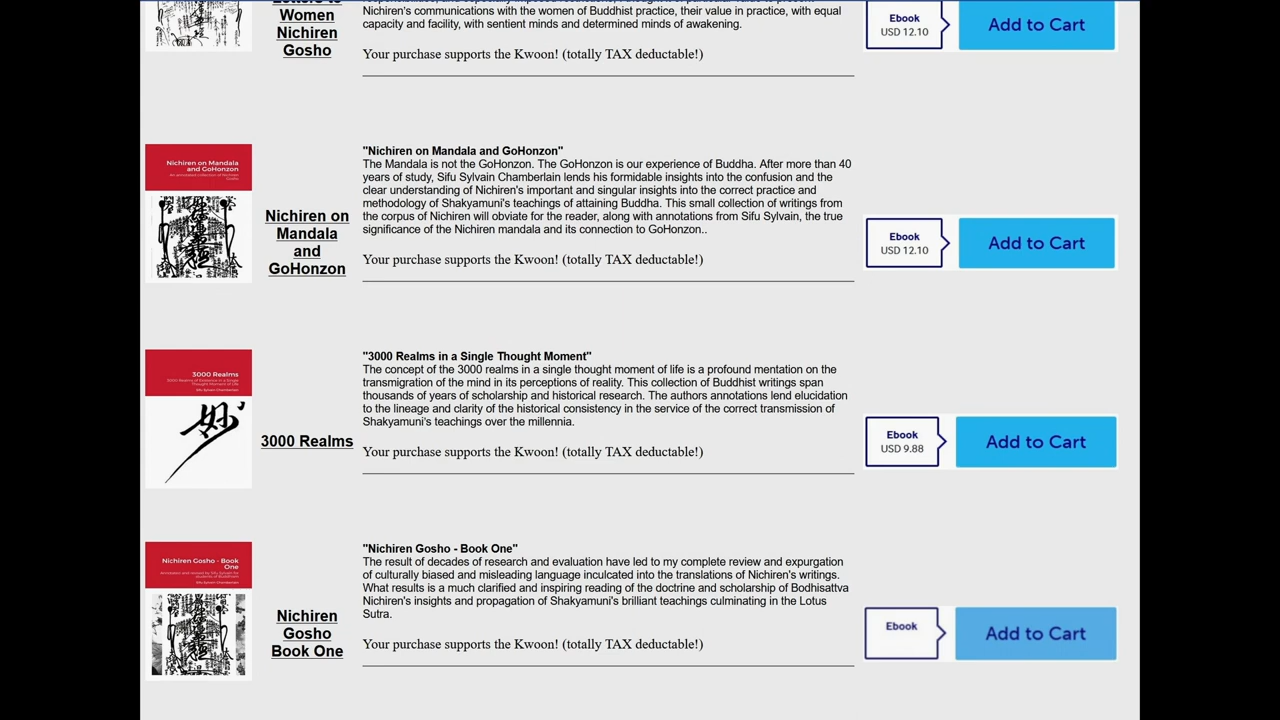 Women
Nichiren
Gosho
Nichiren's communications with the women of Buddhist practice, their value in practice, with equal
capacity and facility, with sentient minds and determined minds of awakening.
Your purchase supports the Kwoon! (totally TAX deductable!)
Ebook
USD 12.10
Add to Cart
Nichiren on Mandala
and GoHonzon
Nichiren on
Mandala
and
GoHonzon
"Nichiren on Mandala and GoHonzon"
The Mandala is not the GoHonzon. The GoHonzon is our experience of Buddha. After more than 40
years of study, Sifu Sylvain Chamberlain lends his formidable insights into the confusion and the
clear understanding of Nichiren's important and singular insights into the correct practice and
methodology of Shakyamuni's teachings of attaining Buddha. This small collection of writings from
the corpus of Nichiren will obviate for the reader, along with annotations from Sifu Sylvain, the true
significance of the Nichiren mandala and its connection to GoHonzon..
Your purchase supports the Kwoon! (totally TAX deductable!)
Ebook
USD 12.10
Add to Cart
3000 Realms
3000 Realms of Existence in a Single
Thought Moment of Life
Sifu Sylvain Chamberlain
妙
3000 Realms
"3000 Realms in a Single Thought Moment"
The concept of the 3000 realms in a single thought moment of life is a profound mentation on the
transmigration of the mind in its perceptions of reality. This collection of Buddhist writings span
thousands of years of scholarship and historical research. The authors annotations lend elucidation
to the lineage and clarity of the historical consistency in the service of the correct transmission of
Shakyamuni's teachings over the millennia.
Your purchase supports the Kwoon! (totally TAX deductable!)
Ebook
USD 9.88
Add to Cart
Nichiren Gosho - Book
One
Sifu Sylvain Chamberlain
Nichiren
Gosho
Book One
"Nichiren Gosho - Book One"
The result of decades of research and evaluation have led to my complete review and expurgation
of culturally biased and misleading language inculcated into the translations of Nichiren's writings.
What results is a much clarified and inspiring reading of the doctrine and scholarship of Bodhisattva
Nichiren's insights and propagation of Shakyamuni's brilliant teachings culminating in the Lotus
Sutra.
Your purchase supports the Kwoon! (totally TAX deductable!)
Ebook
Add to Cart